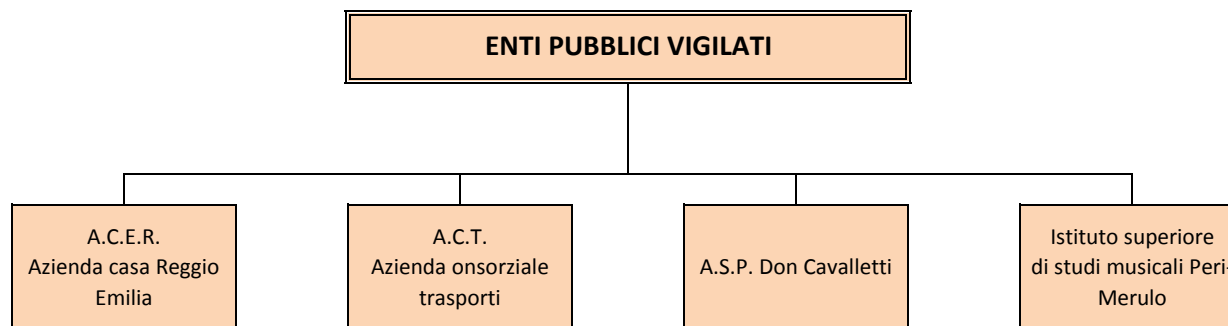 ENTI PUBBLICI VIGILATI
A.C.E.R.
Azienda casa Reggio
Emilia
A.C.T.
Azienda onsorziale
trasporti
A.S.P. Don Cavalletti
Istituto superiore
di studi musicali Peri-
Merulo